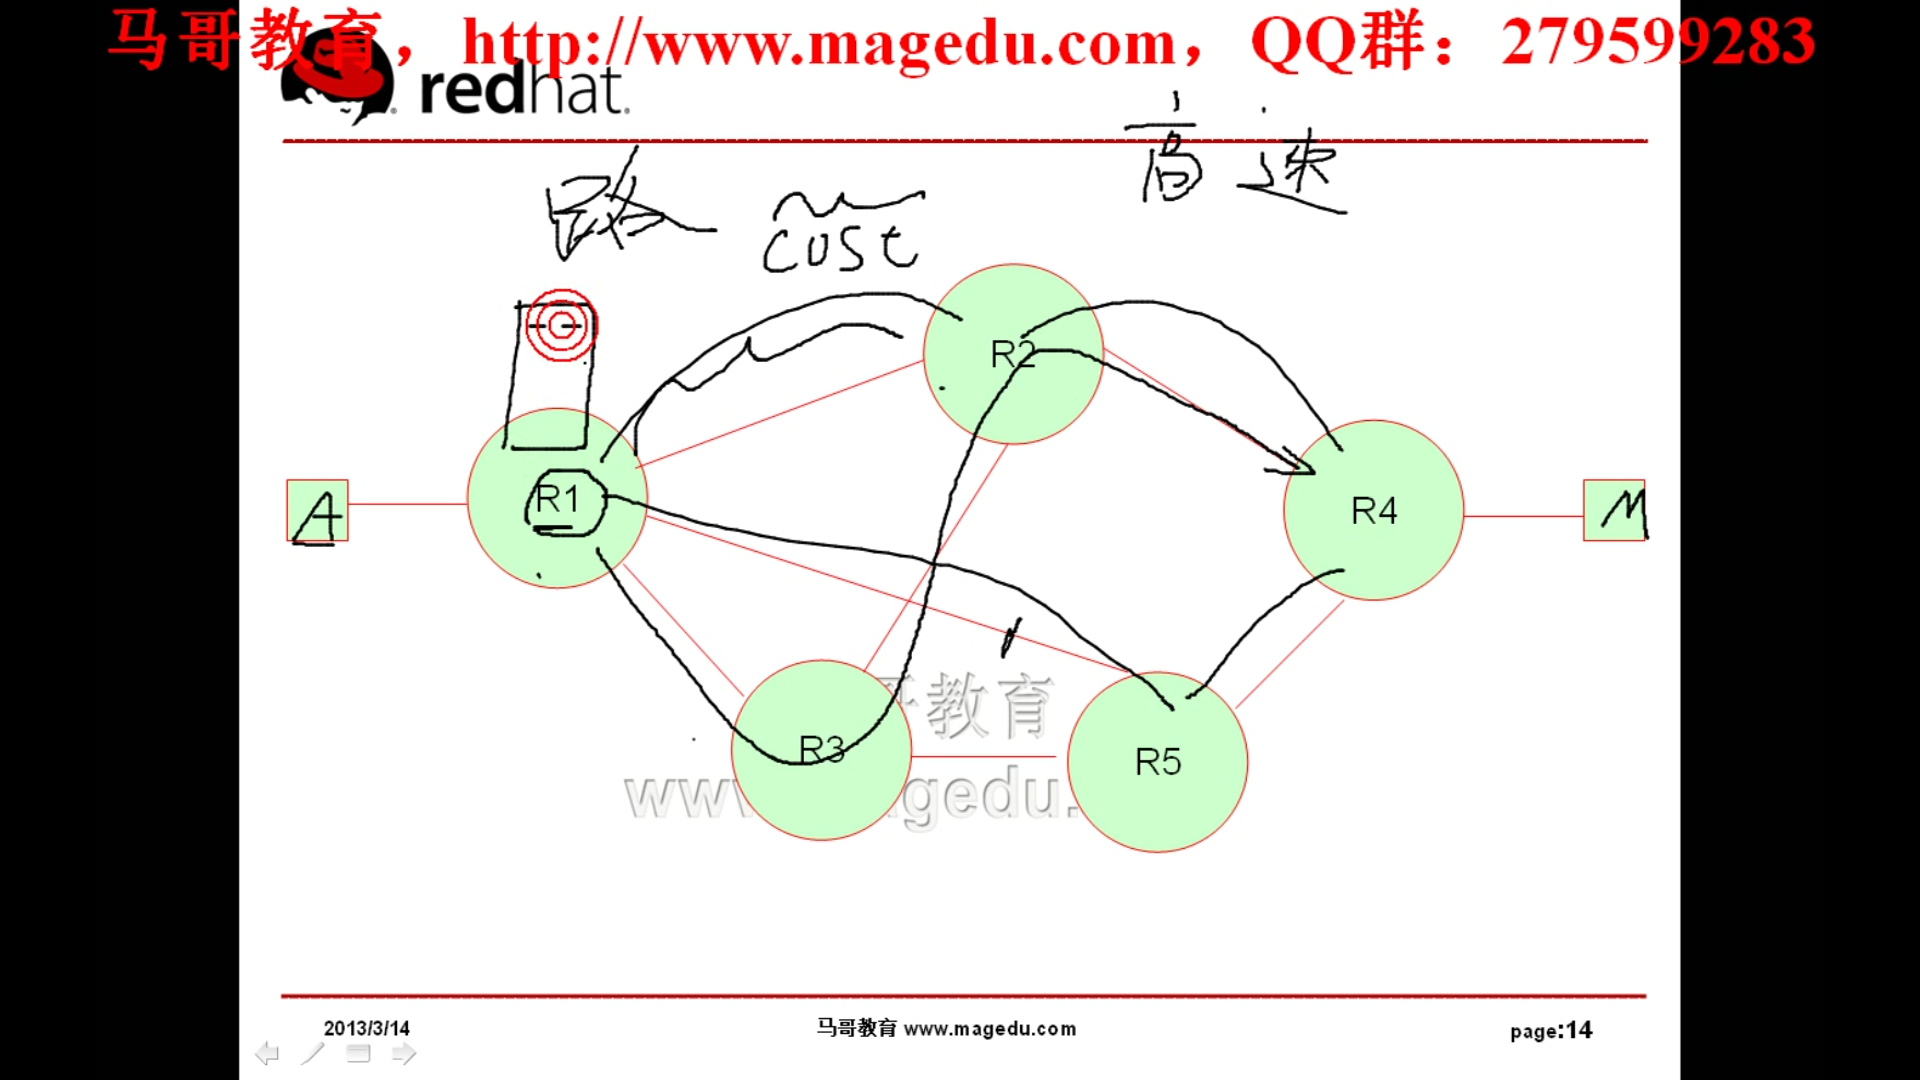 马哥教育，http://www.magedu.com，QQ群：279599283
redhat.
高速
路 cost
R2
A R1 R4 M
R3 R5
教育
www.magedu.
2013/3/14 马哥教育 www.magedu.com page:14